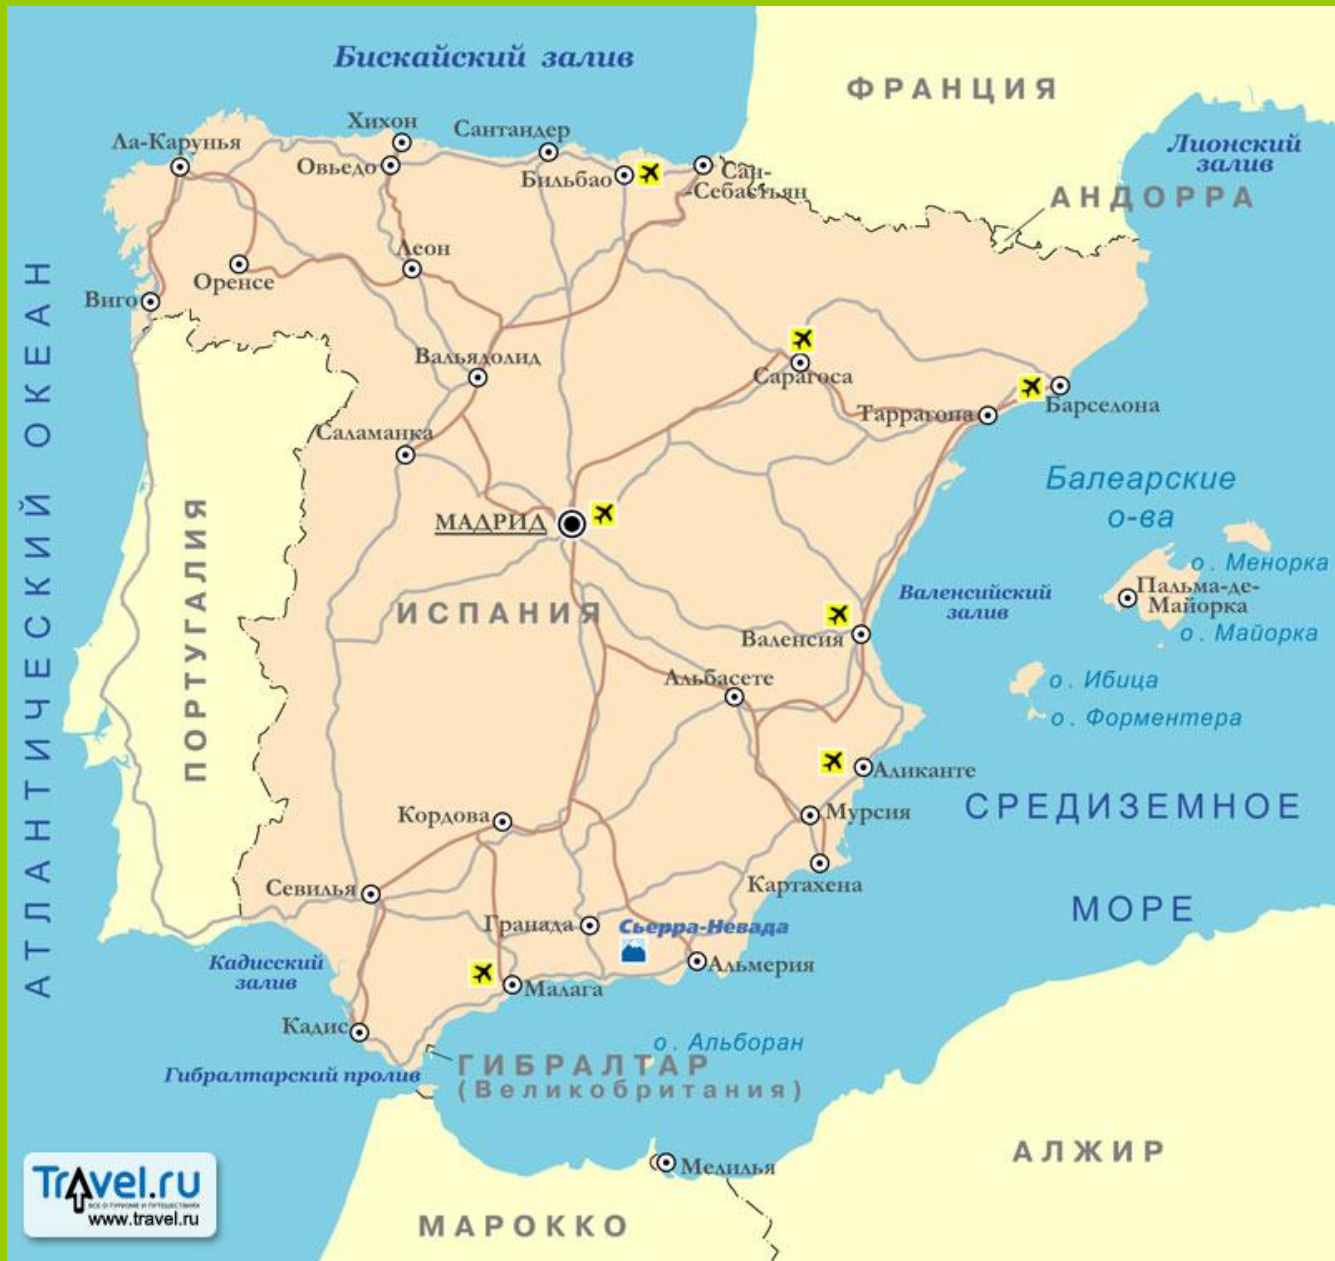 Бискайский залив
ФРАНЦИЯ
Хихон
Сантандер
Ла-Карунья
Овьедо
Бильбао
Сан-
-Себастьян
Лионский
залив
АНДОРРА
Леон
Оренсе
Виго
АТЛАНТИЧЕСКИЙ ОКЕАН
Вальядолид
Сарагоса
Барселона
Таррагона
Саламанка
Балеарские
о-ва
МАДРИД
ПОРТУГАЛИЯ
ИСПАНИЯ
о. Менорка
Пальма-де-
Майорка
о. Майорка
Валенсийский
залив
Валенсия
Альбасете
о. Ибица
о. Форментера
Аликанте
СРЕДИЗЕМНОЕ
МОРЕ
Кордова
Мурсия
Картахена
Севилья
Гранада
Сьерра-Невада
Альмерия
Кадисский
залив
Малага
Кадис
о. Альборан
ГИБРАЛТАР
(Великобритания)
Гибралтарский пролив
АЛЖИР
Мелилья
МАРОККО
Travel.ru
ВСЕ О ТУРИЗМЕ И ПУТЕШЕСТВИЯХ
www.travel.ru